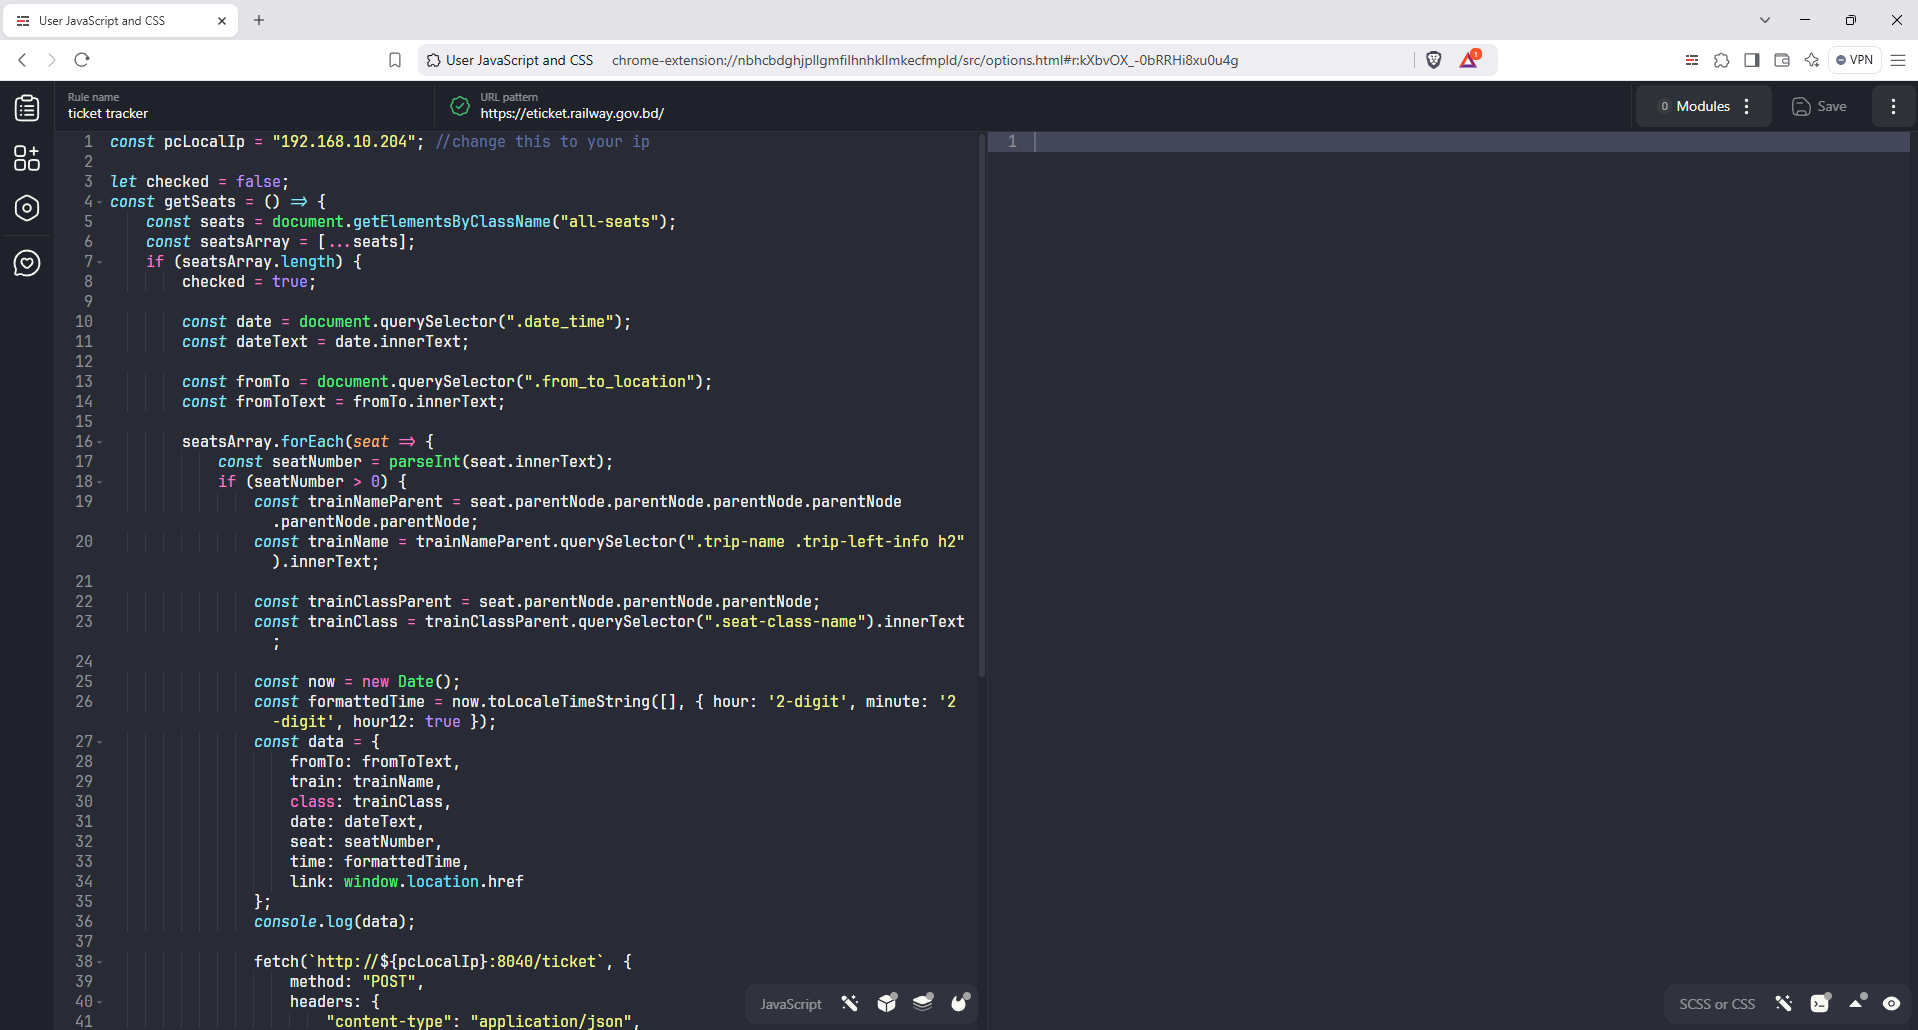 User JavaScript and CSS
User JavaScript and CSS
chrome-extension://nbhcbdghjpllgmfilhnhkllmkecfmpld/src/options.html#r:kXbvOX_-0bRRHi8xu0u4g
1
VPN
Rule name
ticket tracker
URL pattern
https://eticket.railway.gov.bd/
0 Modules
Save
1 const pcLocalIp = "192.168.10.204"; //change this to your ip
2
3 let checked = false;
4 const getSeats = () => {
5 const seats = document.getElementsByClassName("all-seats");
6 const seatsArray = [...seats];
7 if (seatsArray.length) {
8 checked = true;
9
10 const date = document.querySelector(".date_time");
11 const dateText = date.innerText;
12
13 const fromTo = document.querySelector(".from_to_location");
14 const fromToText = fromTo.innerText;
15
16 seatsArray.forEach(seat => {
17 const seatNumber = parseInt(seat.innerText);
18 if (seatNumber > 0) {
19 const trainNameParent = seat.parentNode.parentNode.parentNode.parentNode
.parentNode.parentNode;
20 const trainName = trainNameParent.querySelector(".trip-name .trip-left-info h2"
).innerText;
21
22 const trainClassParent = seat.parentNode.parentNode.parentNode;
23 const trainClass = trainClassParent.querySelector(".seat-class-name").innerText
;
24
25 const now = new Date();
26 const formattedTime = now.toLocaleTimeString([], { hour: '2-digit', minute: '2
-digit', hour12: true });
27 const data = {
28 fromTo: fromToText,
29 train: trainName,
30 class: trainClass,
31 date: dateText,
32 seat: seatNumber,
33 time: formattedTime,
34 link: window.location.href
35 };
36 console.log(data);
37
38 fetch(`http://${pcLocalIp}:8040/ticket`, {
39 method: "POST",
40 headers: {
41 "content-type": "application/json",
JavaScript
1
SCSS or CSS